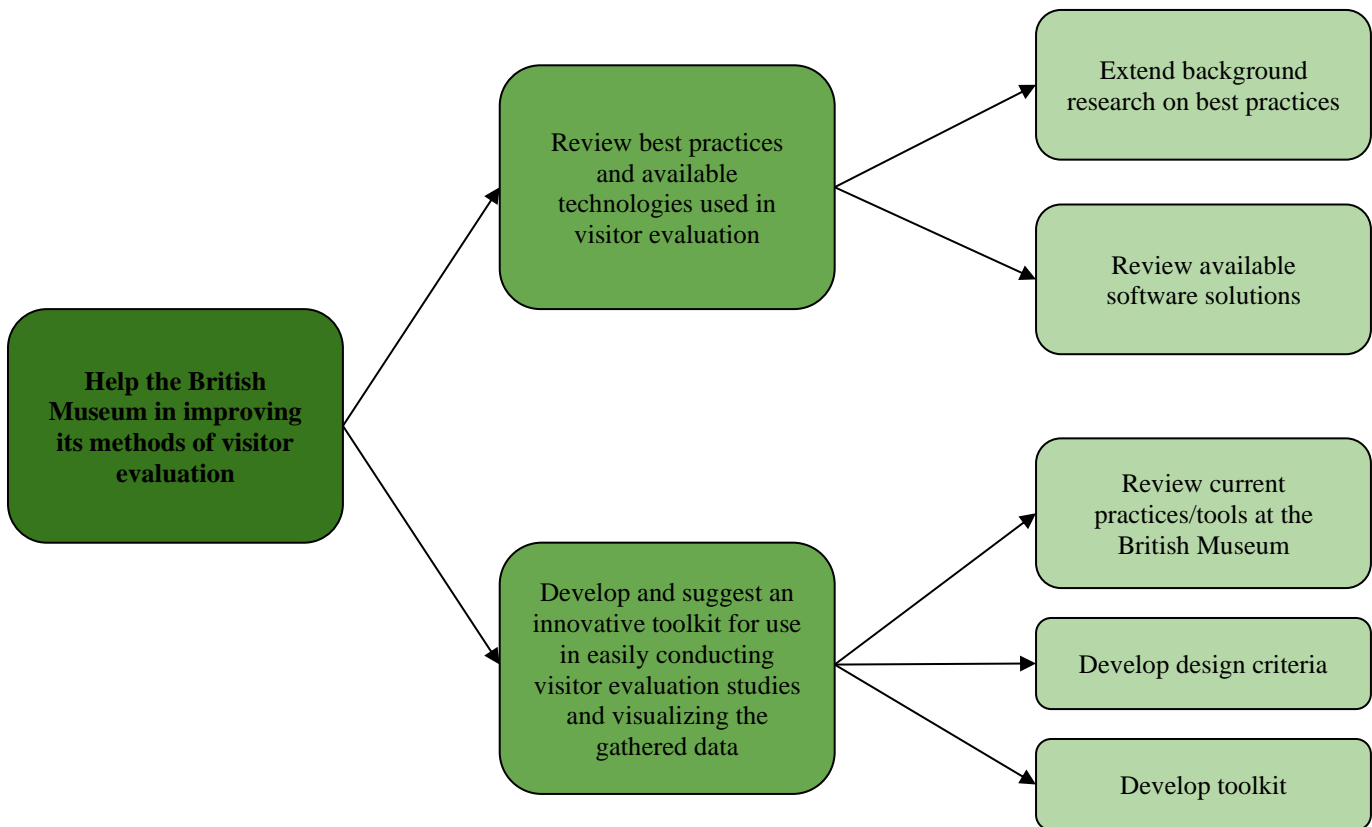 Extend background
research on best practices
Review best practices
and available
technologies used in
visitor evaluation
Review available
software solutions
Help the British
Museum in improving
its methods of visitor
evaluation
Review current
practices/tools at the
British Museum
Develop and suggest an
innovative toolkit for use
in easily conducting
visitor evaluation studies
and visualizing the
gathered data
Develop design criteria
Develop toolkit